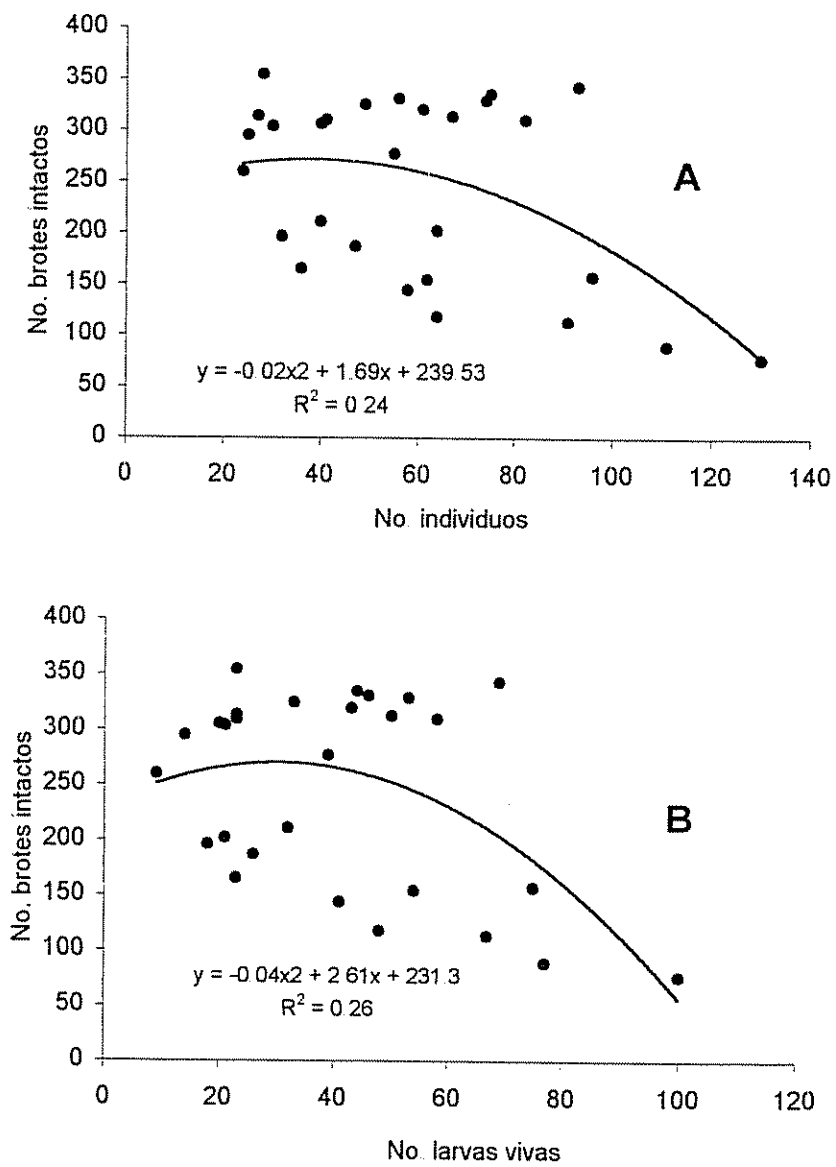 400
350
300
250
200
150
100
50
0
No. brotes intactos
A
y = -0.02x2 + 1.69x + 239.53
R² = 0.24
0 20 40 60 80 100 120 140
No. individuos
400
350
300
250
200
150
100
50
0
No. brotes intactos
B
y = -0.04x2 + 2.61x + 231.3
R² = 0.26
0 20 40 60 80 100 120
No. larvas vivas